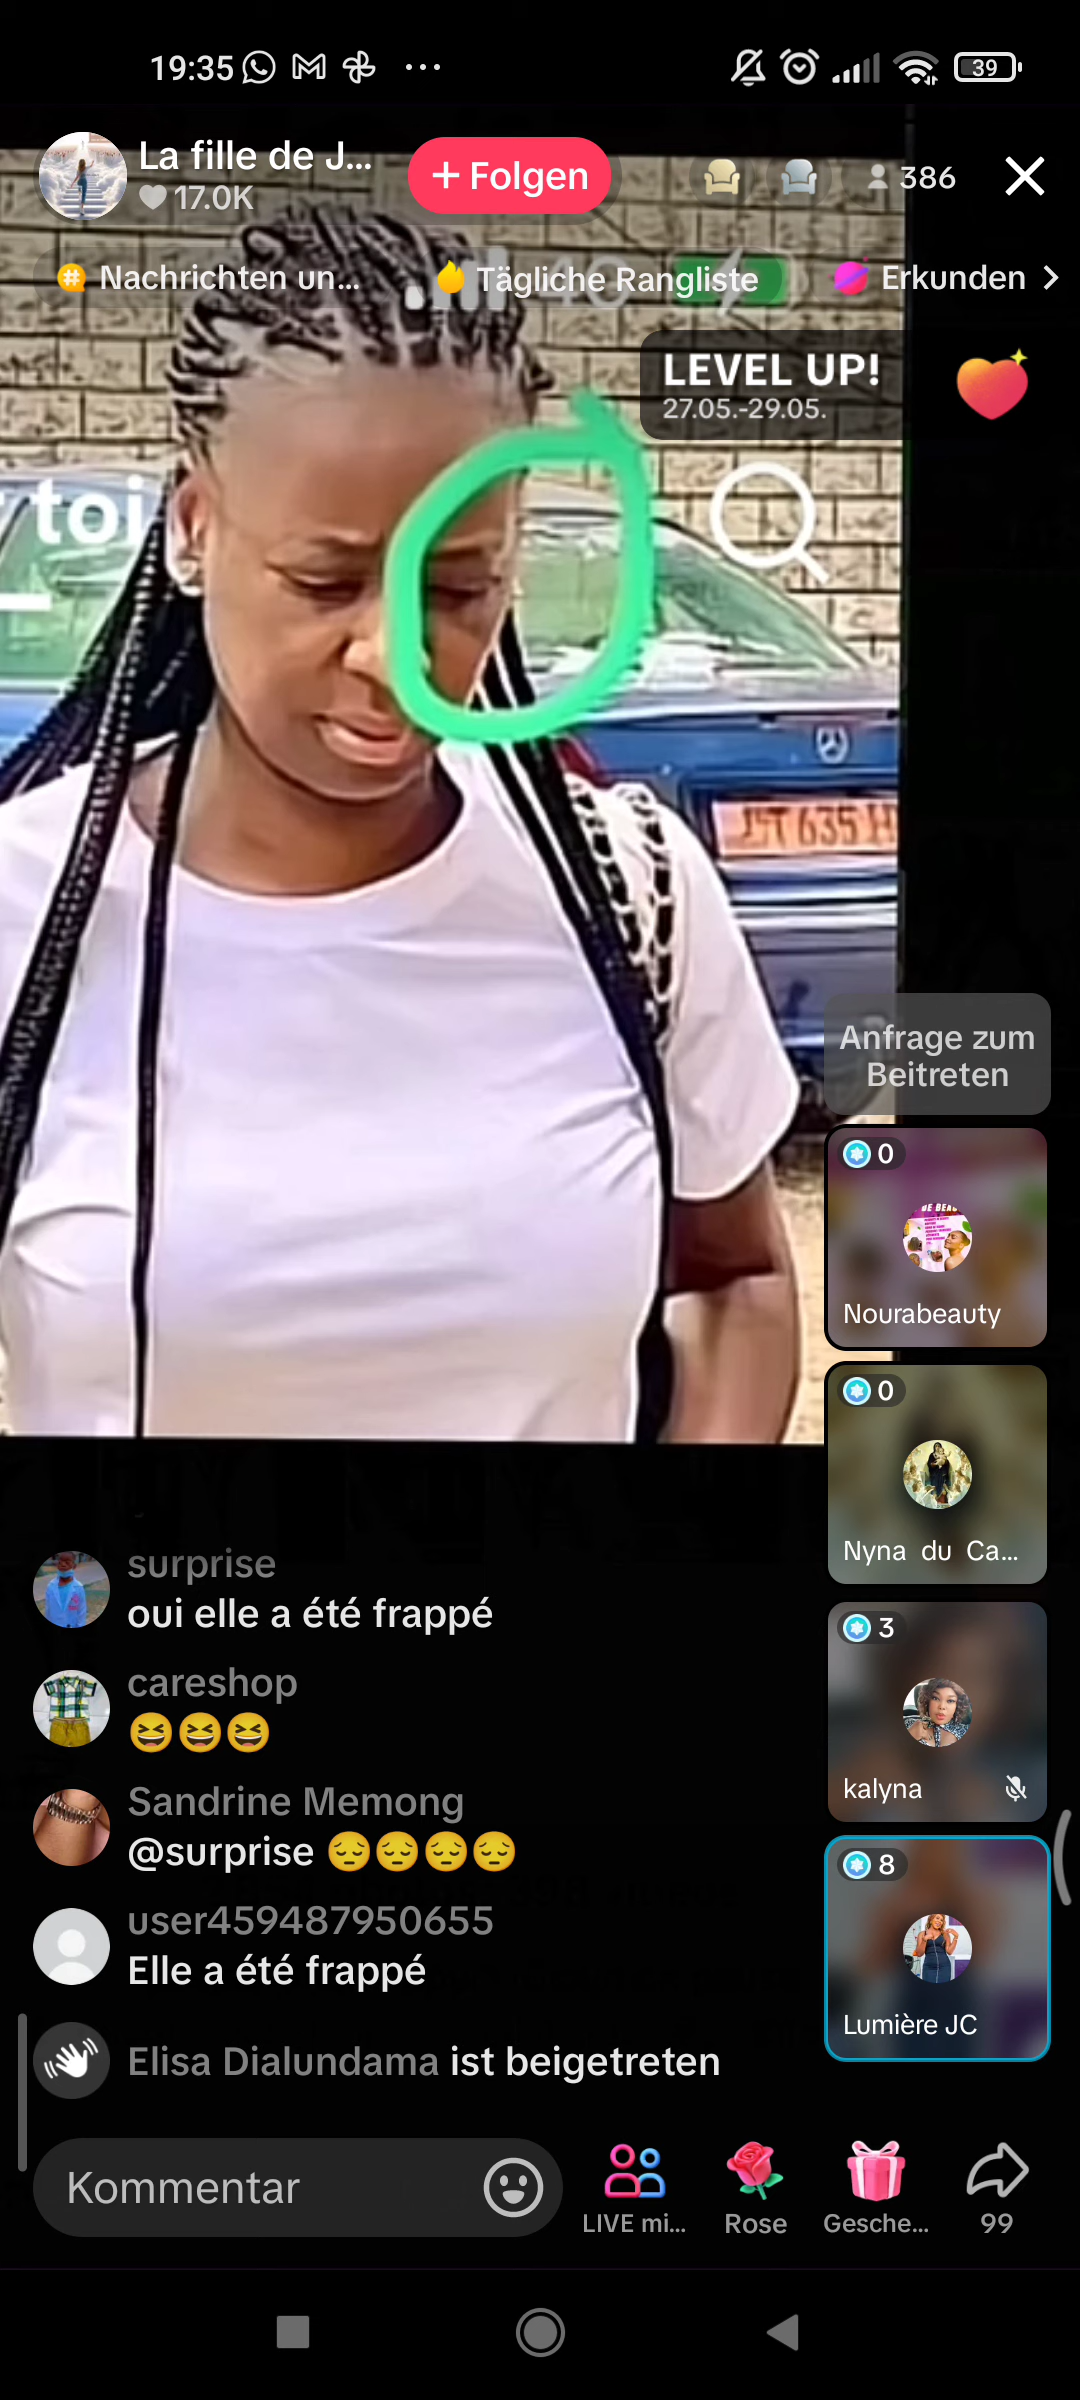 19:35
39
La fille de J...
17.0K
+ Folgen
386
Nachrichten un...
Tägliche Rangliste
Erkunden
LEVEL UP!
27.05.-29.05.
toi
Anfrage zum
Beitreten
0
Nourabeauty
0
Nyna du Ca...
3
kalyna
8
Lumière JC
surprise
oui elle a été frappé
careshop
Sandrine Memong
@surprise
user459487950655
Elle a été frappé
Elisa Dialundama ist beigetreten
Kommentar
LIVE mi...
Rose
Gesche...
99